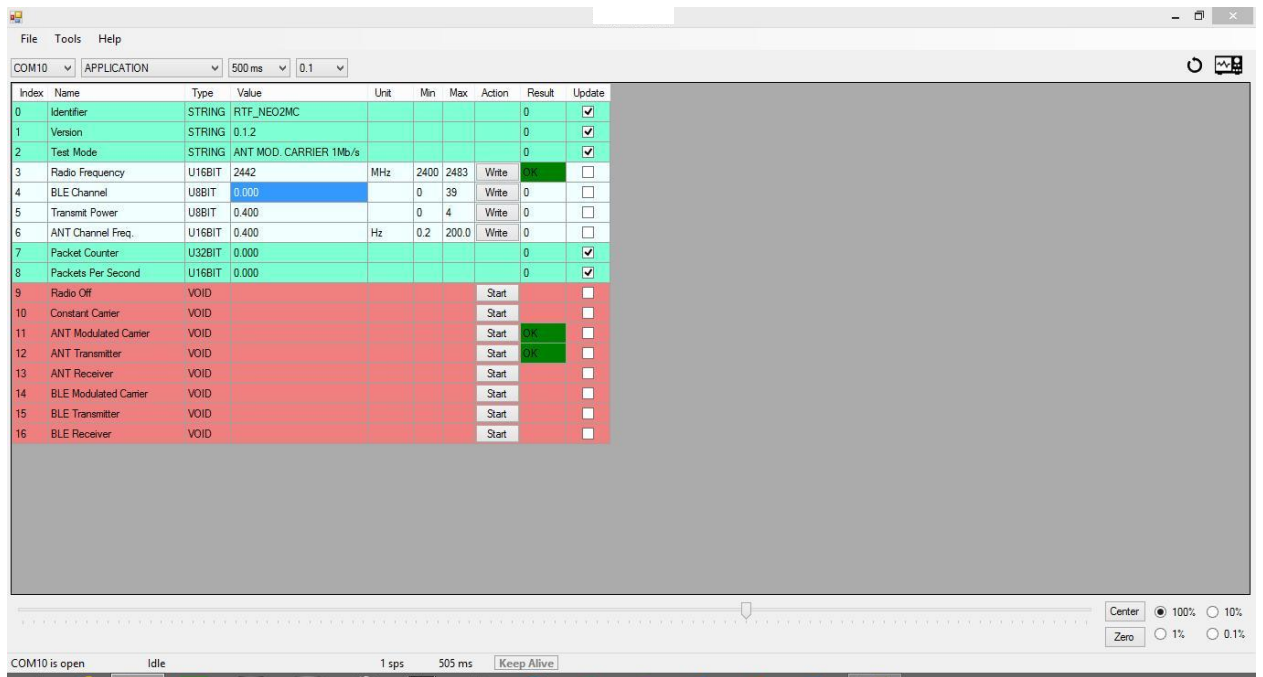 File Tools Help
COM10 APPLICATION 500 ms 0.1
Index Name Type Value Unit Min Max Action Result Update
0 Identifier STRING RTF_NEO2MC 0
1 Version STRING 0.1.2 0
2 Test Mode STRING ANT MOD. CARRIER 1Mb/s 0
3 Radio Frequency U16BIT 2442 MHz 2400 2483 Write OK
4 BLE Channel U8BIT 0.000 0 39 Write 0
5 Transmit Power U8BIT 0.400 0 4 Write 0
6 ANT Channel Freq. U16BIT 0.400 Hz 0.2 200.0 Write 0
7 Packet Counter U32BIT 0.000 0
8 Packets Per Second U16BIT 0.000 0
9 Radio Off VOID Start
10 Constant Carrier VOID Start
11 ANT Modulated Carrier VOID Start OK
12 ANT Transmitter VOID Start OK
13 ANT Receiver VOID Start
14 BLE Modulated Carrier VOID Start
15 BLE Transmitter VOID Start
16 BLE Receiver VOID Start
Center 100% 10%
Zero 1% 0.1%
COM10 is open Idle 1 sps 505 ms Keep Alive